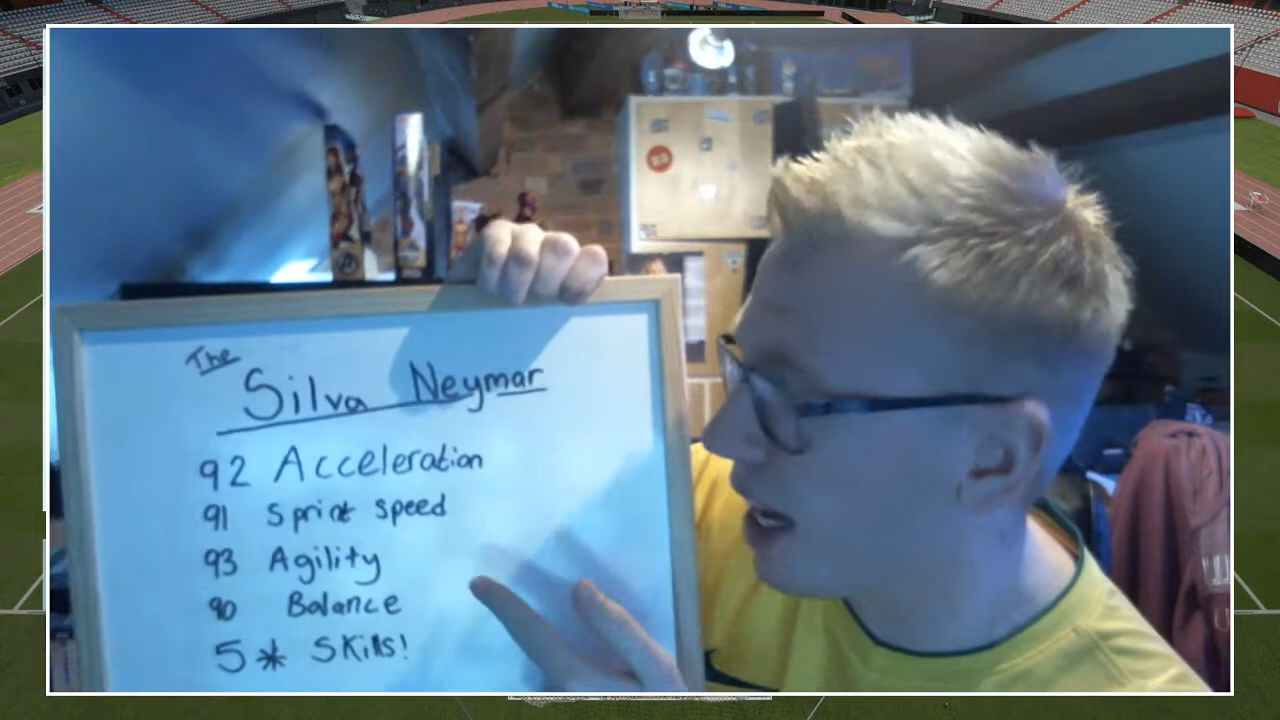 The
Silva Neymar
92 Acceleration
91 Sprint speed
93 Agility
90 Balance
5* Skills!